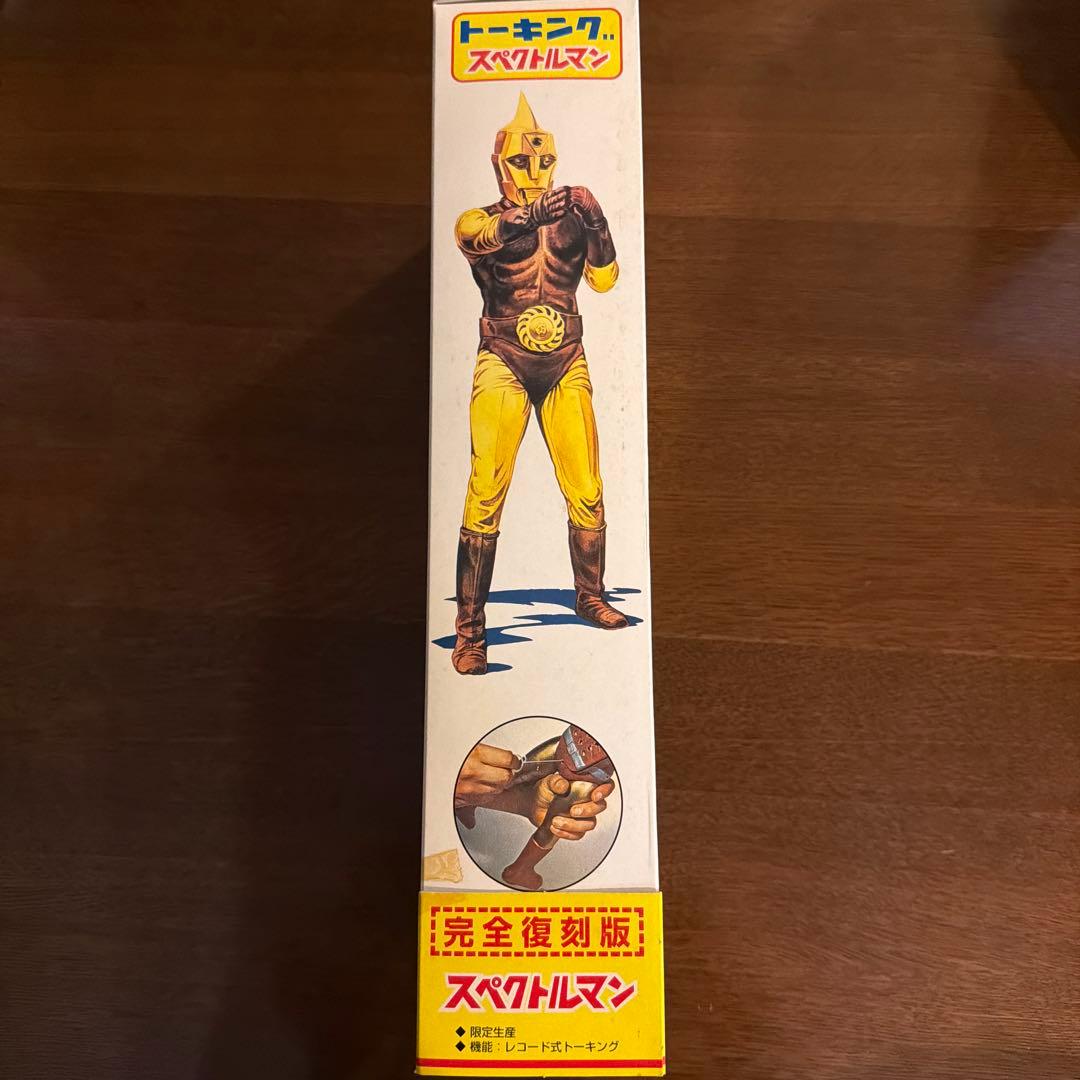 トーキング‥
スペクトルマン
完全復刻版
スペクトルマン
◆ 限定生産
◆ 機能：レコード式トーキング